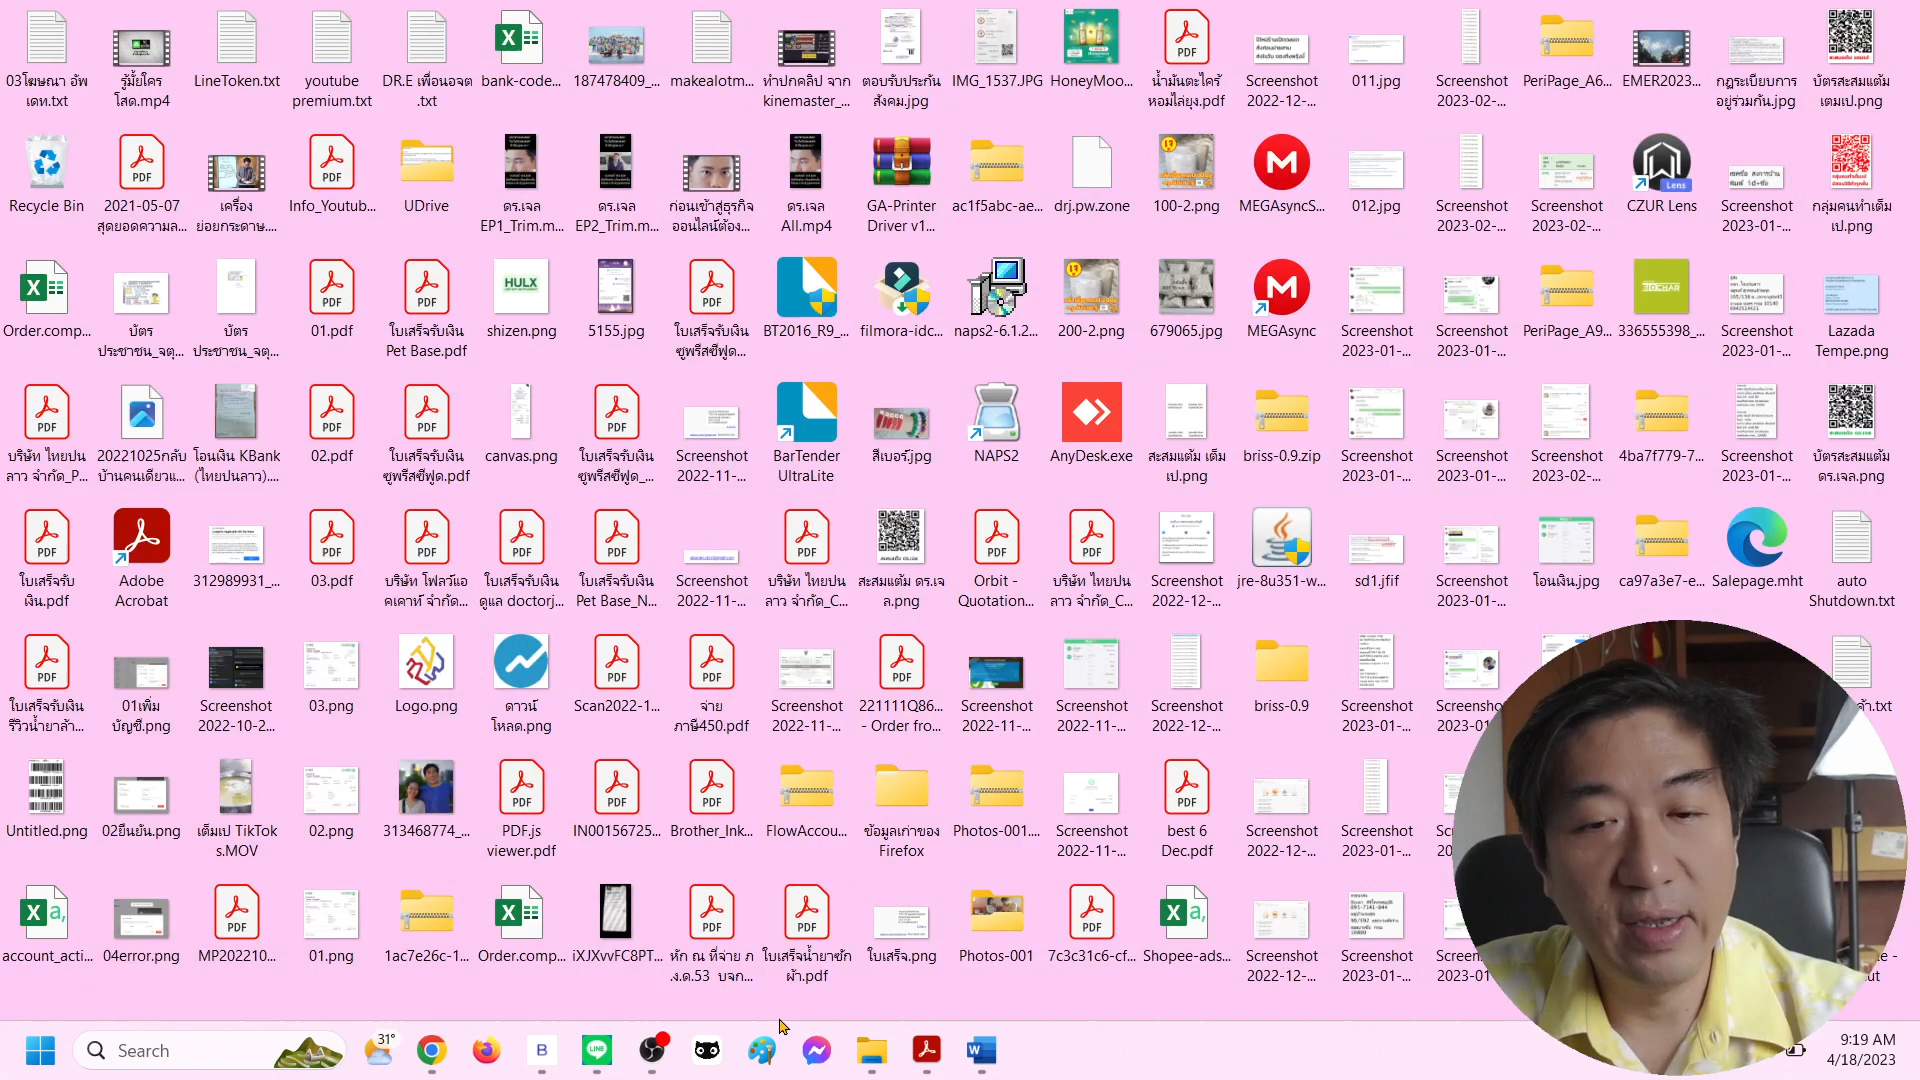 03โฆษณา อัพ
เดท.txt
รู้มั้ยใคร
โสด.mp4
LineToken.txt
youtube
premium.txt
DR.E เพื่อนอจต
.txt
bank-code...
187478409_...
makealotm...
ทำปกคลิป จาก
kinemaster_...
ตอบรับประกัน
สังคม.jpg
IMG_1537.JPG
HoneyMoo...
น้ำมันตะไคร้
หอมไล่ยุง.pdf
Screenshot
2022-12-...
011.jpg
Screenshot
2023-02-...
PeriPage_A6...
EMER2023...
กฎระเบียบการ
อยู่ร่วมกัน.jpg
บัตรสะสมแต้ม
เตมเป.png
Recycle Bin
2021-05-07
สุดยอดความล...
เครื่อง
ย่อยกระดาษ....
Info_Youtub...
UDrive
ดร.เจล
EP1_Trim.m...
ดร.เจล
EP2_Trim.m...
ก่อนเข้าสู่ธุรกิจ
ออนไลน์ต้อง...
ดร.เจล
All.mp4
GA-Printer
Driver v1...
ac1f5abc-ae...
drj.pw.zone
100-2.png
MEGAsyncS...
012.jpg
Screenshot
2023-02-...
Screenshot
2023-02-...
Lens
CZUR Lens
Screenshot
2023-01-...
กลุ่มคนทำเต็ม
เป.png
Order.comp...
บัตร
ประชาชน_จตุ...
บัตร
ประชาชน_จตุ...
01.pdf
ใบเสร็จรับเงิน
Pet Base.pdf
HULX
shizen.png
5155.jpg
ใบเสร็จรับเงิน
ซูพรีสซีฟูด...
BT2016_R9_...
filmora-idc...
naps2-6.1.2...
200-2.png
679065.jpg
MEGAsync
Screenshot
2023-01-...
Screenshot
2023-01-...
PeriPage_A9...
336555398_...
Screenshot
2023-01-...
Lazada
Tempe.png
บริษัท ไทยปน
ลาว จำกัด_P...
20221025กลับ
บ้านคนเดียวแ...
โอนเงิน KBank
(ไทยปนลาว)....
02.pdf
ใบเสร็จรับเงิน
ซูพรีสซีฟูด.pdf
canvas.png
ใบเสร็จรับเงิน
ซูพรีสซีฟูด_...
Screenshot
2022-11-...
BarTender
UltraLite
สีเบอร์.jpg
NAPS2
AnyDesk.exe
สะสมแต้ม เต็ม
เป.png
briss-0.9.zip
Screenshot
2023-01-...
Screenshot
2023-01-...
Screenshot
2023-02-...
4ba7f779-7...
Screenshot
2023-01-...
บัตรสะสมแต้ม
ดร.เจล.png
ใบเสร็จรับ
เงิน.pdf
Adobe
Acrobat
312989931_...
03.pdf
บริษัท โฟลว์แอ
คเคาท์ จำกัด...
ใบเสร็จรับเงิน
ดูแล doctorj...
ใบเสร็จรับเงิน
Pet Base_N...
Screenshot
2022-11-...
บริษัท ไทยปน
ลาว จำกัด_C...
สะสมแต้ม ดร.เจ
ล.png
Orbit -
Quotation...
บริษัท ไทยปน
ลาว จำกัด_C...
Screenshot
2022-12-...
jre-8u351-w...
sd1.jfif
Screenshot
2023-01-...
โอนเงิน.jpg
ca97a3e7-e...
Salepage.mht
auto
Shutdown.txt
ใบเสร็จรับเงิน
รีวิวน้ำยาล้า...
01เพิ่ม
บัญชี.png
Screenshot
2022-10-2...
03.png
Logo.png
ดาวน์
โหลด.png
Scan2022-1...
จ่าย
ภาษี450.pdf
Screenshot
2022-11-...
221111Q86...
- Order fro...
Screenshot
2022-11-...
Screenshot
2022-11-...
Screenshot
2022-12-...
briss-0.9
Screenshot
2023-01-...
Untitled.png
02ยืนยัน.png
เต็มเป TikTok
s.MOV
02.png
313468774_...
PDF.js
viewer.pdf
IN00156725...
Brother_Ink...
FlowAccou...
ข้อมูลเก่าของ
Firefox
Photos-001....
Screenshot
2022-11-...
best 6
Dec.pdf
Screenshot
2022-12-...
Screenshot
2023-01-...
account_acti...
04error.png
MP202210...
01.png
1ac7e26c-1...
Order.comp...
iXJXvvFC8PT...
หัก ณ ที่จ่าย ภ
.ง.ด.53 บจก...
ใบเสร็จน้ำยาซัก
ผ้า.pdf
ใบเสร็จ.png
Photos-001
7c3c31c6-cf...
Shopee-ads...
Screenshot
2022-12-...
Screenshot
2023-01-...
Search
31°
LINE
9:19 AM
4/18/2023